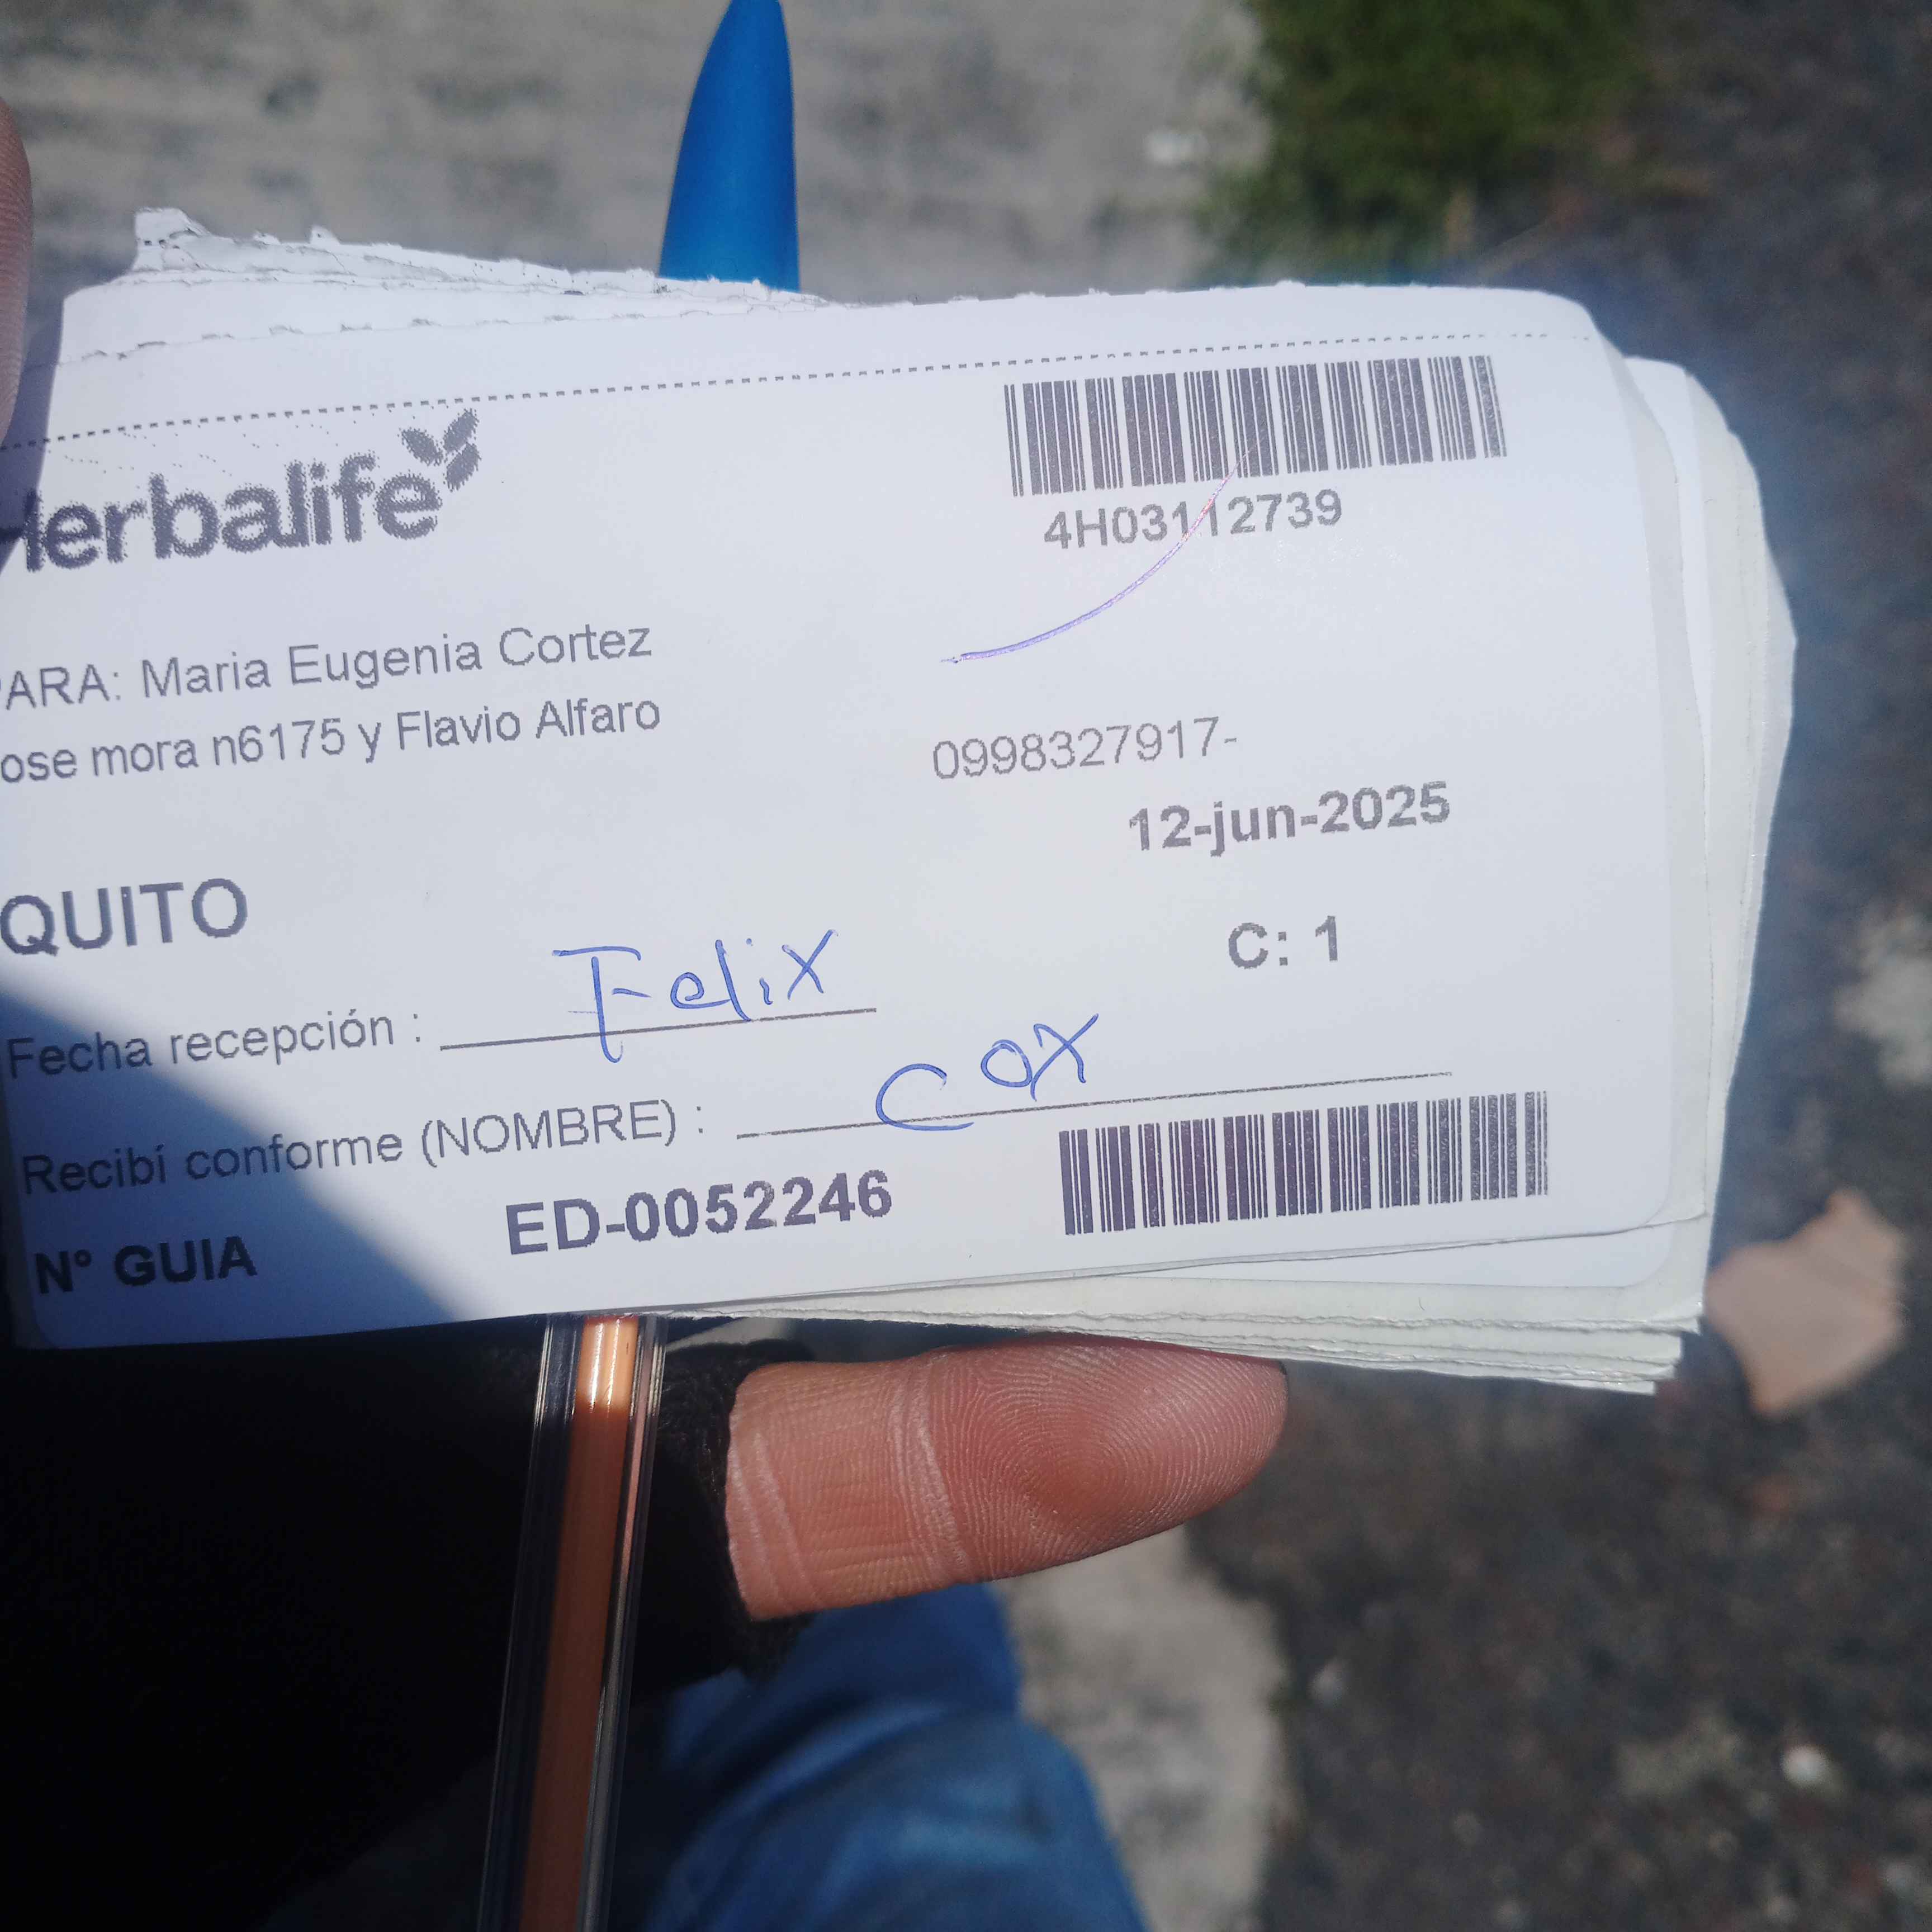 Herbalife
4H03112739
PARA: Maria Eugenia Cortez
ose mora n6175 y Flavio Alfaro
0998327917-
12-jun-2025
QUITO
C: 1
Fecha recepción : Felix
Recibí conforme (NOMBRE) : Cox
N° GUIA ED-0052246